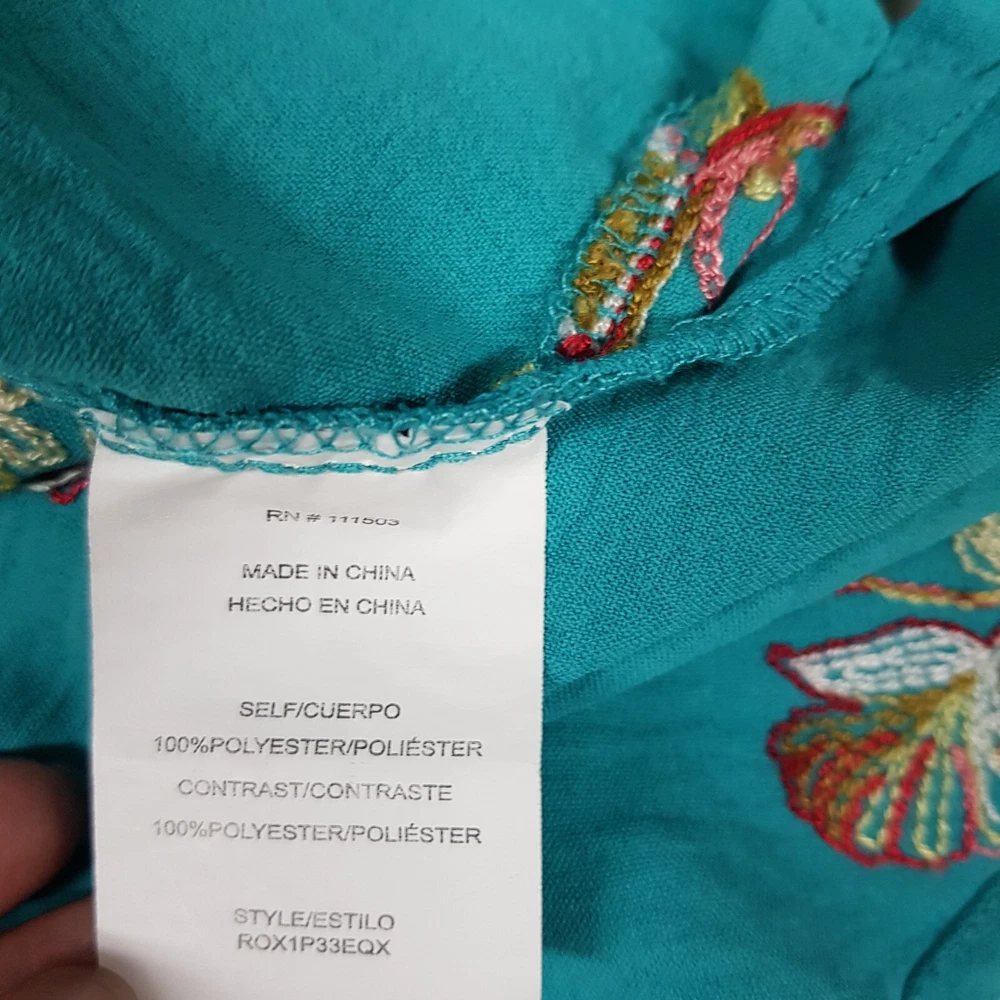 RN # 111503
MADE IN CHINA
HECHO EN CHINA
SELF/CUERPO
100%POLYESTER/POLIÉSTER
CONTRAST/CONTRASTE
100%POLYESTER/POLIÉSTER
STYLE/ESTILO
ROX1P33EQX